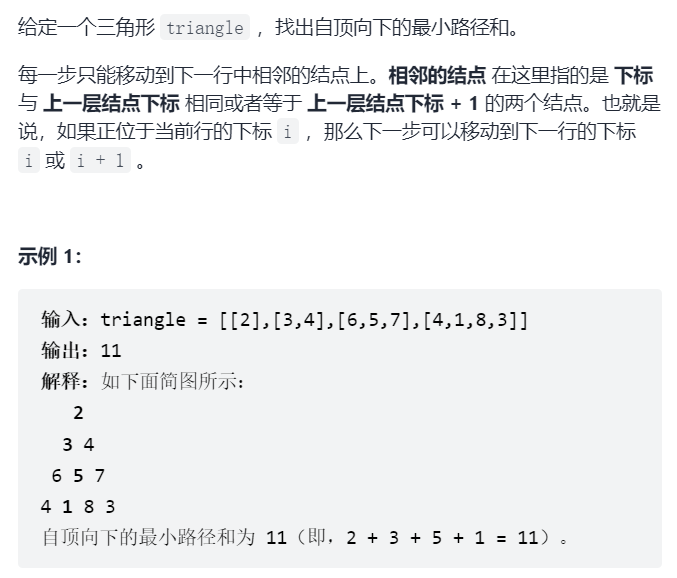 给定一个三角形 triangle ，找出自顶向下的最小路径和。
每一步只能移动到下一行中相邻的结点上。相邻的结点 在这里指的是 下标
与 上一层结点下标 相同或者等于 上一层结点下标 + 1 的两个结点。也就是
说，如果正位于当前行的下标 i ，那么下一步可以移动到下一行的下标
i 或 i + 1 。
示例 1：
输入：triangle = [[2],[3,4],[6,5,7],[4,1,8,3]]
输出：11
解释：如下面简图所示：
2
3 4
6 5 7
4 1 8 3
自顶向下的最小路径和为 11（即，2 + 3 + 5 + 1 = 11）。